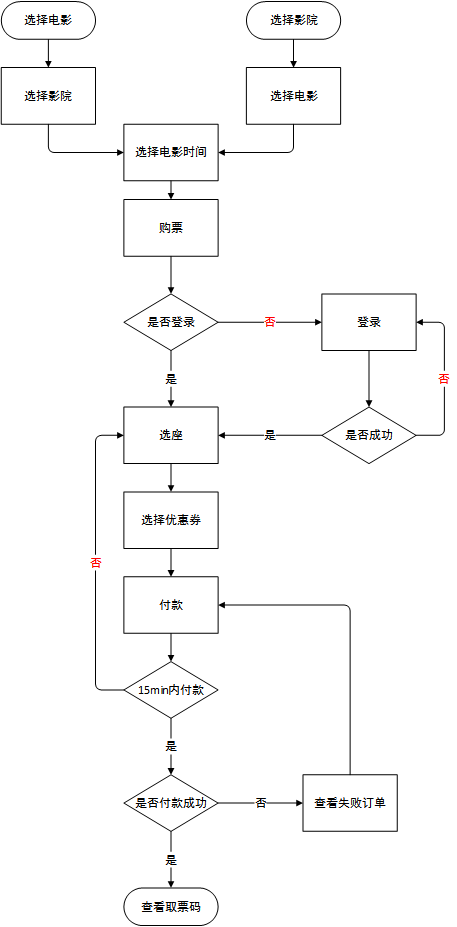 选择电影
选择影院
选择影院
选择电影
选择电影时间
购票
是否登录
否
登录
是
否
选座
是
是否成功
选择优惠券
否
付款
15min内付款
是
是否付款成功
否
查看失败订单
是
查看取票码